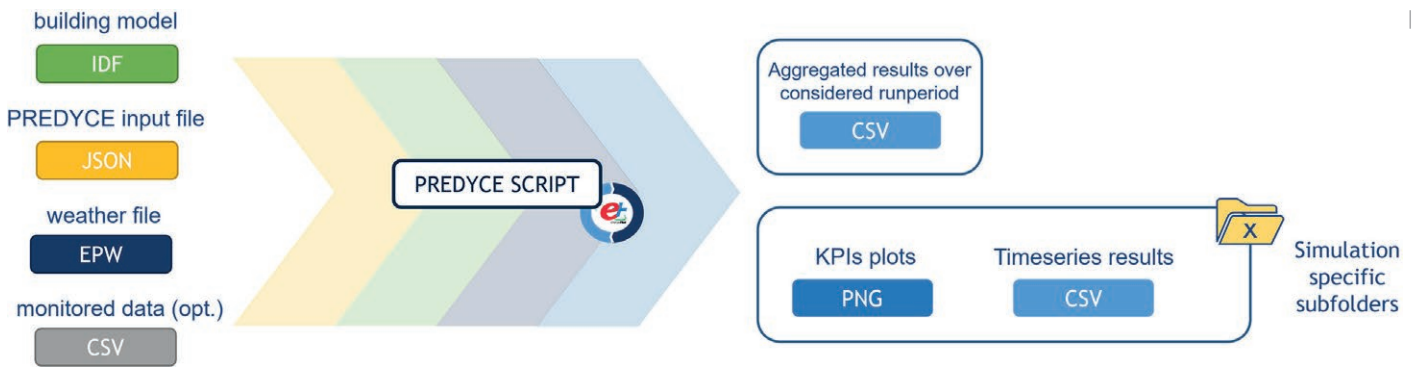 building model
IDF
PREDYCE input file
JSON
weather file
EPW
monitored data (opt.)
CSV
PREDYCE SCRIPT
e+
Aggregated results over
considered runperiod
CSV
KPIs plots
PNG
Timeseries results
CSV
X
Simulation
specific
subfolders